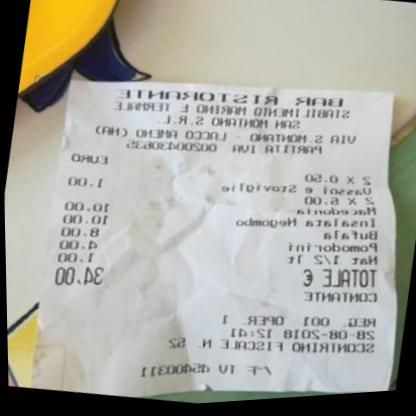 BAR RISTORANTE
STABILIMENTO MARINO E TERMALE
SAN MONTANO S.R.L.
VIA S.MONTANO - LACCO AMENO (NA)
PARTITA IVA 00200430635
EURO
2 X 0.50
Vassoi e Stoviglie 1.00
2 X 5.00
Macedonia 10.00
Insalata Negombo 10.00
Bufala 8.00
Pomodorini 4.00
Nat 1/2 lt 1.00
TOTALE € 34.00
CONTANTE
REG. 001 OPER. 1
28-08-2018 12:41
SCONTRINO FISCALE N. 52
IV 45400311